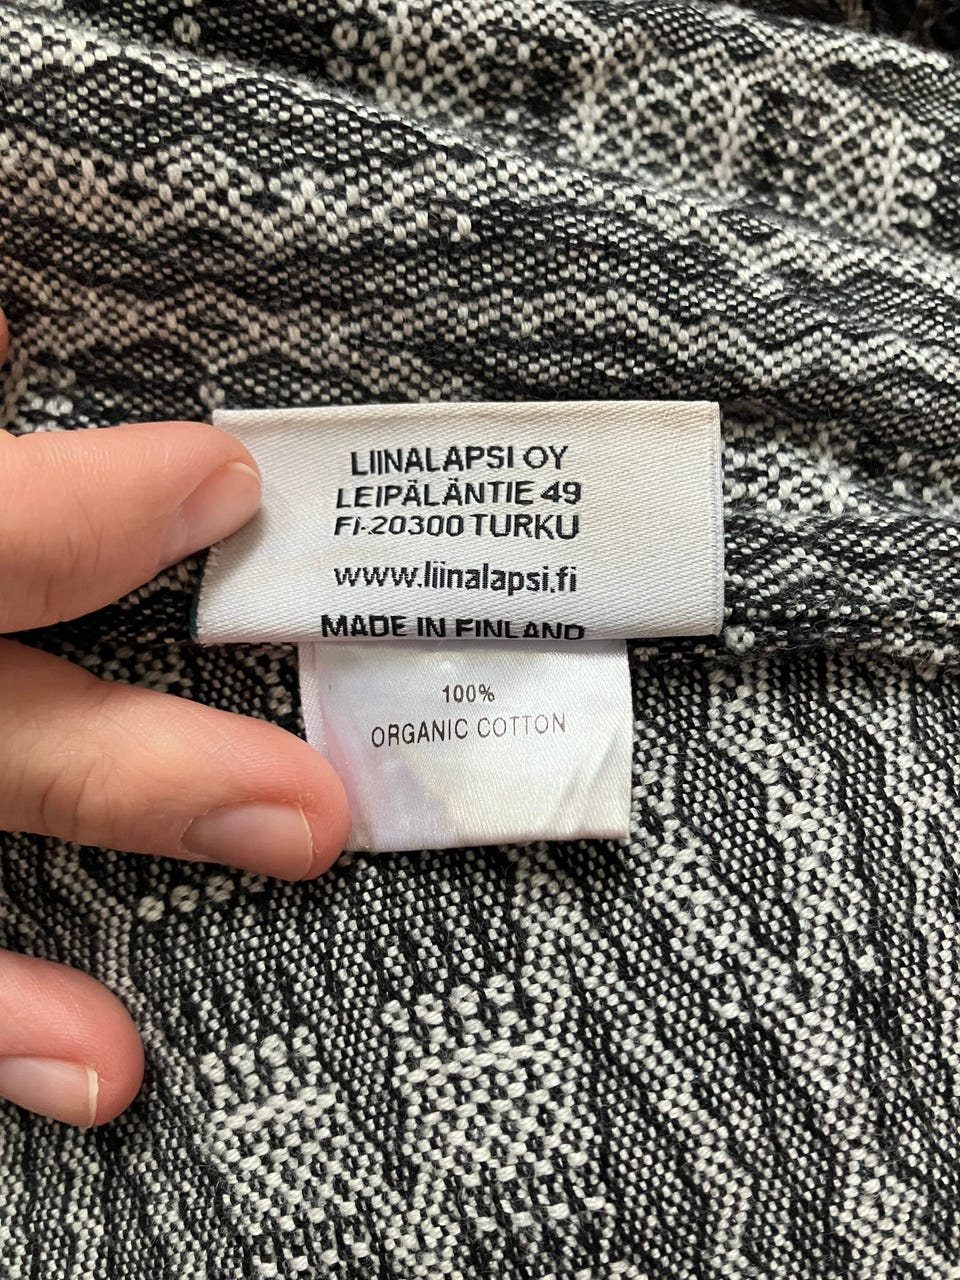 LIINALAPSI OY
LEIPÄLÄNTIE 49
FI-20300 TURKU
www.liinalapsi.fi
MADE IN FINLAND
100%
ORGANIC COTTON